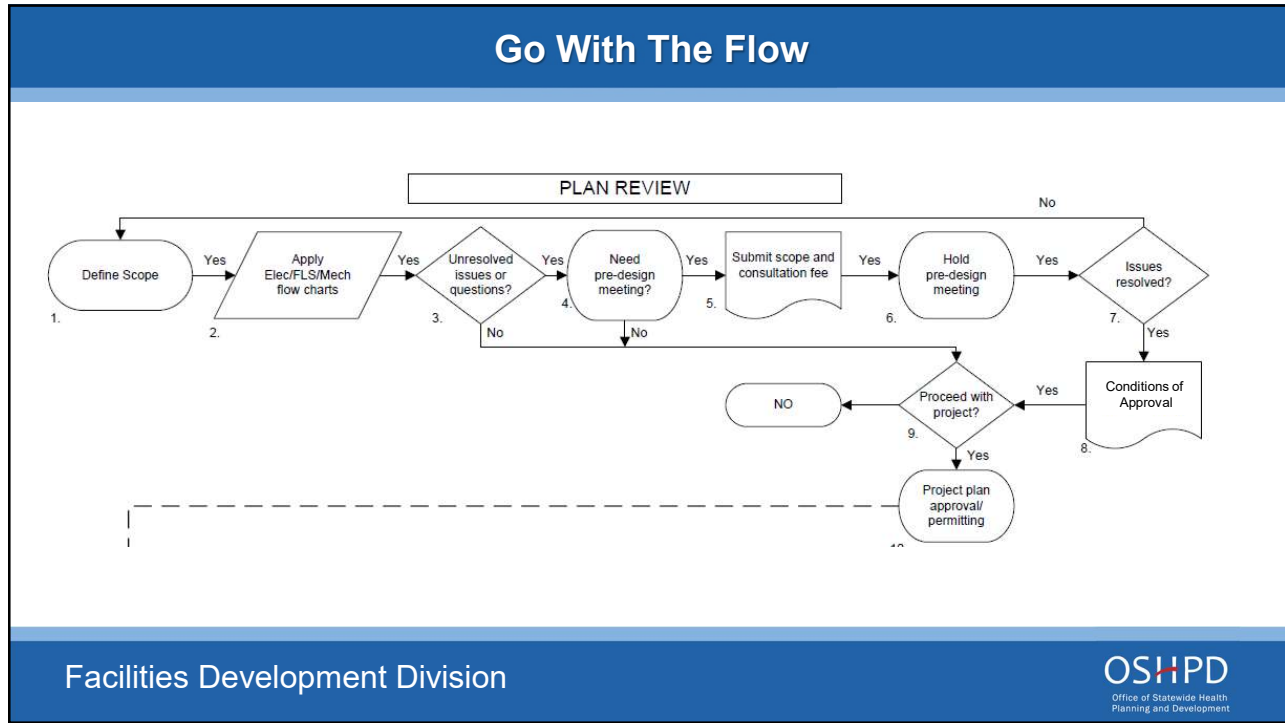 Go With The Flow
PLAN REVIEW
No
Define Scope
1.
Yes
Apply
Elec/FLS/Mech
flow charts
2.
Yes
Unresolved
issues or
questions?
3.
Yes
No
Need
pre-design
meeting?
4.
Yes
No
Submit scope and
consultation fee
5.
Yes
Hold
pre-design
meeting
6.
Yes
Issues
resolved?
7.
Yes
Conditions of
Approval
8.
Yes
Proceed with
project?
9.
NO
Yes
Project plan
approval/
permitting
Facilities Development Division
OSHPD
Office of Statewide Health
Planning and Development